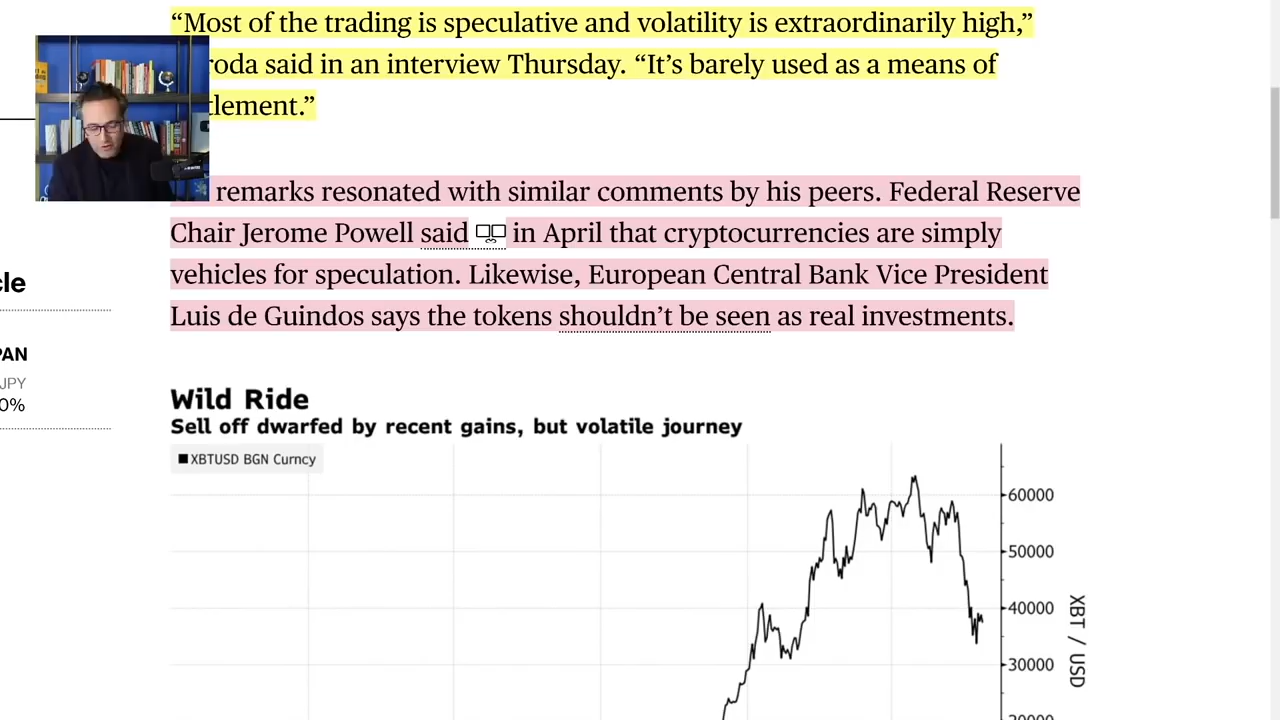 “Most of the trading is speculative and volatility is extraordinarily high,”
roda said in an interview Thursday. “It’s barely used as a means of
tlement.”
remarks resonated with similar comments by his peers. Federal Reserve
Chair Jerome Powell said in April that cryptocurrencies are simply
vehicles for speculation. Likewise, European Central Bank Vice President
cle
Luis de Guindos says the tokens shouldn’t be seen as real investments.
PAN
JPY
0%
Wild Ride
Sell off dwarfed by recent gains, but volatile journey
XBTUSD BGN Curncy
60000
50000
40000
30000
20000
XBT / USD